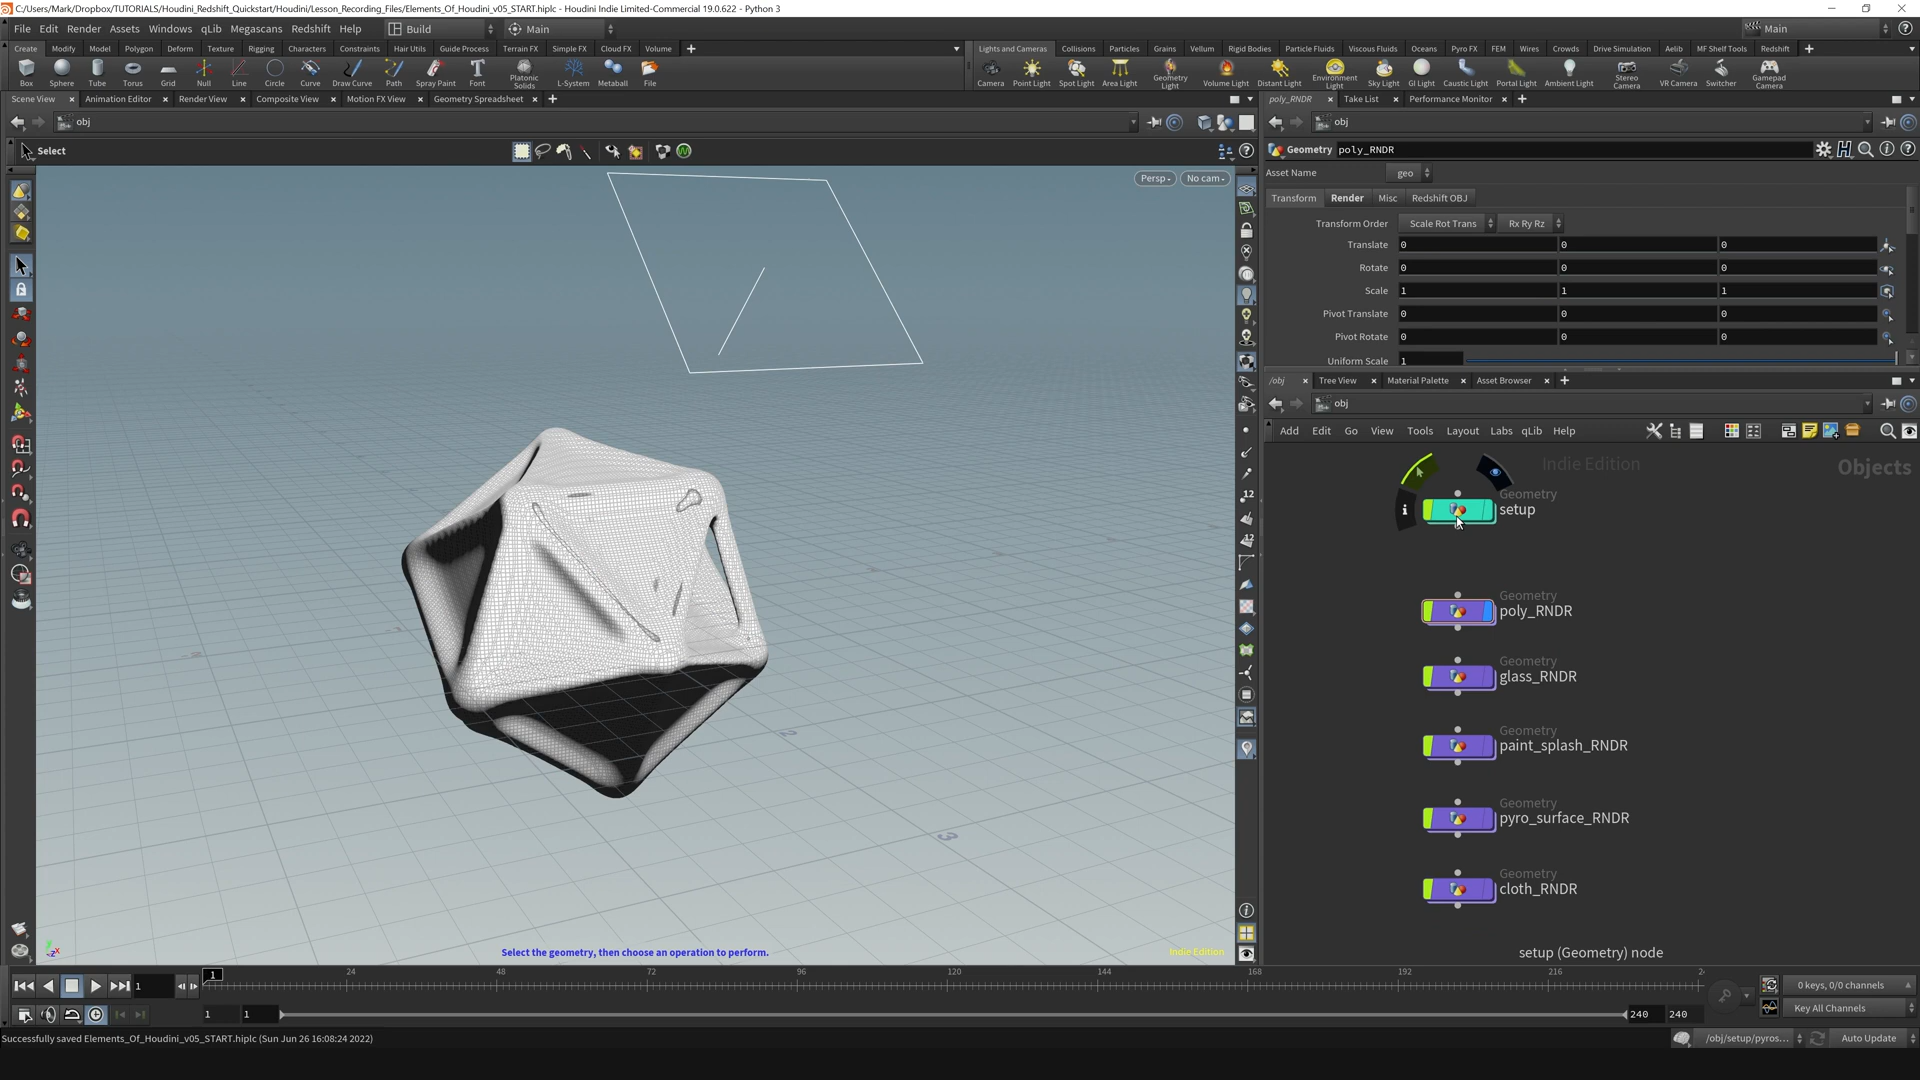 C:/Users/Mark/Dropbox/TUTORIALS/Houdini_Redshift_Quickstart/Houdini/Lesson_Recording_Files/Elements_Of_Houdini_v05_START.hiplc - Houdini Indie Limited-Commercial 19.0.622 - Python 3
File Edit Render Assets Windows qLib Megascans Redshift Help Build Main Main
Create Modify Model Polygon Deform Texture Rigging Characters Constraints Hair Utils Guide Process Terrain FX Simple FX Cloud FX Volume
Lights and Cameras Collisions Particles Grains Vellum Rigid Bodies Particle Fluids Viscous Fluids Oceans Pyro FX FEM Wires Crowds Drive Simulation Aelib MF Shelf Tools Redshift
Box Sphere Tube Torus Grid Null Line Circle Curve Draw Curve Path Spray Paint Font Platonic Solids L-System Metaball File
Camera Point Light Spot Light Area Light Geometry Light Volume Light Distant Light Environment Light Sky Light GI Light Caustic Light Portal Light Ambient Light Stereo Camera VR Camera Switcher Gamepad Camera
Scene View Animation Editor Render View Composite View Motion FX View Geometry Spreadsheet
poly_RNDR Take List Performance Monitor
obj
obj
Select
Geometry poly_RNDR
Asset Name geo
Persp No cam
Transform Render Misc Redshift OBJ
Transform Order Scale Rot Trans Rx Ry Rz
Translate 0 0 0
Rotate 0 0 0
Scale 1 1 1
Pivot Translate 0 0 0
Pivot Rotate 0 0 0
Uniform Scale 1
/obj Tree View Material Palette Asset Browser
obj
Add Edit Go View Tools Layout Labs qLib Help
Indie Edition Objects
Geometry
setup
Geometry
poly_RNDR
Geometry
glass_RNDR
Geometry
paint_splash_RNDR
Geometry
pyro_surface_RNDR
Geometry
cloth_RNDR
setup (Geometry) node
2
3
12
12
Select the geometry, then choose an operation to perform.
Indie Edition
1 1 24 48 72 96 120 144 168 192 216 2
0 keys, 0/0 channels
1 1 240 240
Key All Channels
Successfully saved Elements_Of_Houdini_v05_START.hiplc (Sun Jun 26 16:08:24 2022)
/obj/setup/pyros... Auto Update